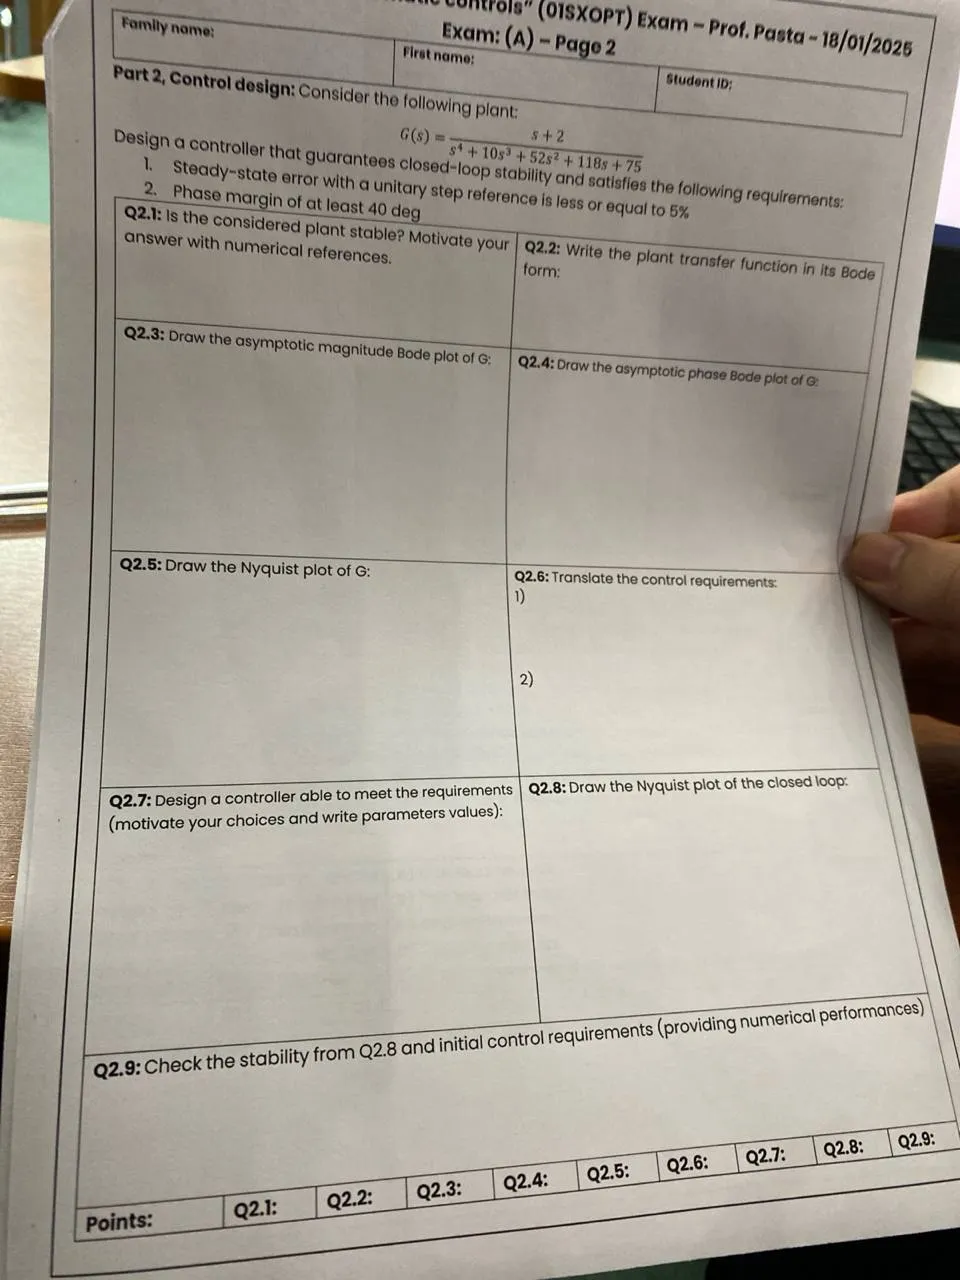 Controls" (01SXOPT) Exam – Prof. Pasta – 18/01/2025
Exam: (A) – Page 2
Family name:
First name:
Student ID:
Part 2, Control design: Consider the following plant:
G(s) = s + 2 / s⁴ + 10s³ + 52s² + 118s + 75
Design a controller that guarantees closed-loop stability and satisfies the following requirements:
1. Steady-state error with a unitary step reference is less or equal to 5%
2. Phase margin of at least 40 deg
Q2.1: Is the considered plant stable? Motivate your
answer with numerical references.
Q2.2: Write the plant transfer function in its Bode
form:
Q2.3: Draw the asymptotic magnitude Bode plot of G:
Q2.4: Draw the asymptotic phase Bode plot of G:
Q2.5: Draw the Nyquist plot of G:
Q2.6: Translate the control requirements:
1)
2)
Q2.7: Design a controller able to meet the requirements
(motivate your choices and write parameters values):
Q2.8: Draw the Nyquist plot of the closed loop:
Q2.9: Check the stability from Q2.8 and initial control requirements (providing numerical performances)
Points:
Q2.1:
Q2.2:
Q2.3:
Q2.4:
Q2.5:
Q2.6:
Q2.7:
Q2.8:
Q2.9: